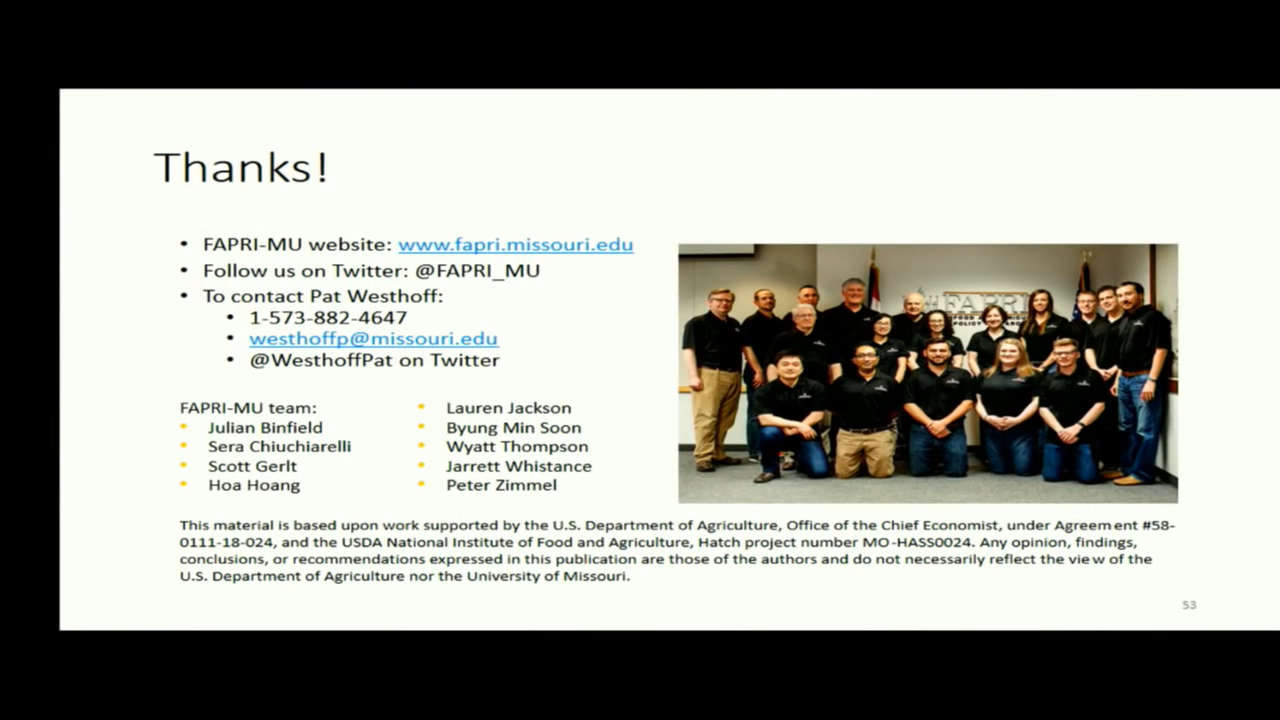 Thanks!
• FAPRI-MU website: www.fapri.missouri.edu
• Follow us on Twitter: @FAPRI_MU
• To contact Pat Westhoff:
• 1-573-882-4647
• westhoffp@missouri.edu
• @WesthoffPat on Twitter
FAPRI-MU team:
• Julian Binfield
• Sera Chiuchiarelli
• Scott Gerlt
• Hoa Hoang
• Lauren Jackson
• Byung Min Soon
• Wyatt Thompson
• Jarrett Whistance
• Peter Zimmel
FAPRI
POLICY
This material is based upon work supported by the U.S. Department of Agriculture, Office of the Chief Economist, under Agreement #58-
0111-18-024, and the USDA National Institute of Food and Agriculture, Hatch project number MO-HASS0024. Any opinion, findings,
conclusions, or recommendations expressed in this publication are those of the authors and do not necessarily reflect the view of the
U.S. Department of Agriculture nor the University of Missouri.
53